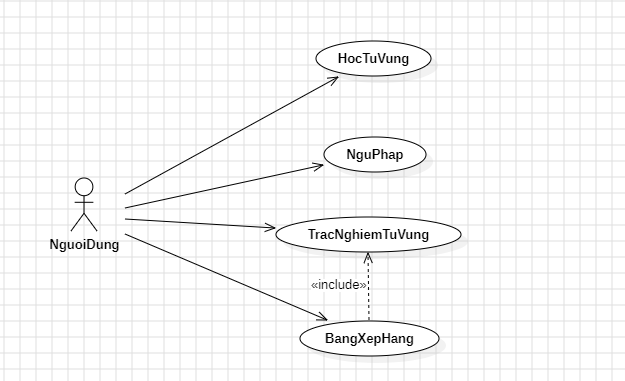 HocTuVung
NguPhap
NguoiDung
TracNghiemTuVung
«include»
BangXepHang